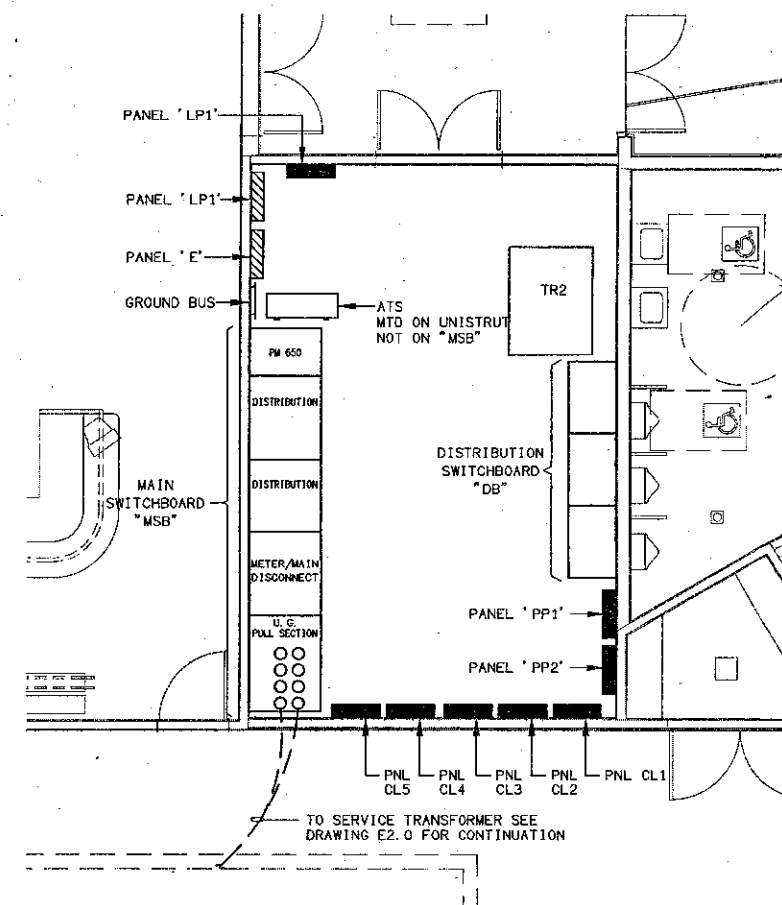 PANEL 'LP1'
PANEL 'LP1'
PANEL 'E'
GROUND BUS
ATS
MTD ON UNISTRUT
NOT ON "MSB"
TR2
PM 650
DISTRIBUTION
DISTRIBUTION
MAIN
SWITCHBOARD
"MSB"
DISTRIBUTION
SWITCHBOARD
"DB"
METER/MAIN
DISCONNECT
U.G.
PULL SECTION
PANEL 'PP1'
PANEL 'PP2'
PNL
CL5
PNL
CL4
PNL
CL3
PNL
CL2
PNL CL1
TO SERVICE TRANSFORMER SEE
DRAWING E2.0 FOR CONTINUATION